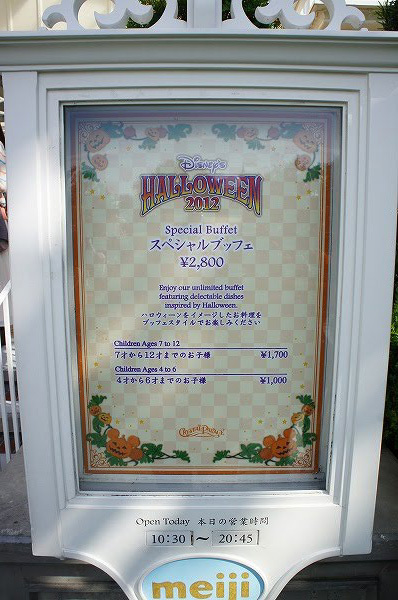 Disney's
HALLOWEEN
2012
Special Buffet
スペシャルブッフェ
¥2,800
Enjoy our unlimited buffet
featuring delectable dishes
inspired by Halloween.
ハロウィーンをイメージしたお料理を
ブッフェスタイルでお楽しみください
Children Ages 7 to 12
7才から12才までのお子様 ¥1,700
Children Ages 4 to 6
4才から6才までのお子様 ¥1,000
Crystal Palace
Open Today 本日の営業時間
10:30 〜 20:45
meiji